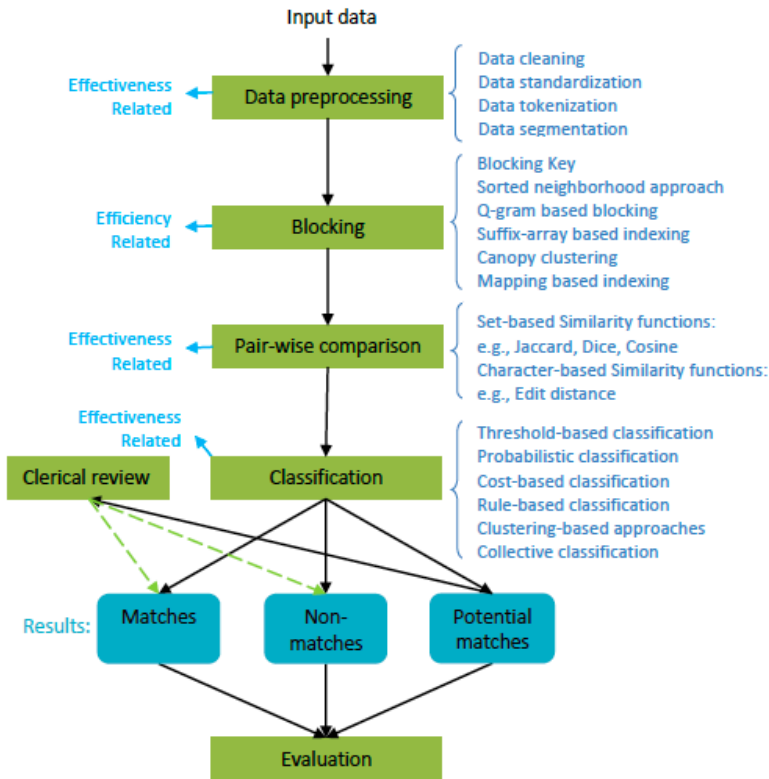 Input data
Effectiveness
Related
Data preprocessing
Data cleaning
Data standardization
Data tokenization
Data segmentation
Efficiency
Related
Blocking
Blocking Key
Sorted neighborhood approach
Q-gram based blocking
Suffix-array based indexing
Canopy clustering
Mapping based indexing
Effectiveness
Related
Pair-wise comparison
Set-based Similarity functions:
e.g., Jaccard, Dice, Cosine
Character-based Similarity functions:
e.g., Edit distance
Effectiveness
Related
Clerical review
Classification
Threshold-based classification
Probabilistic classification
Cost-based classification
Rule-based classification
Clustering-based approaches
Collective classification
Results:
Matches
Non-
matches
Potential
matches
Evaluation